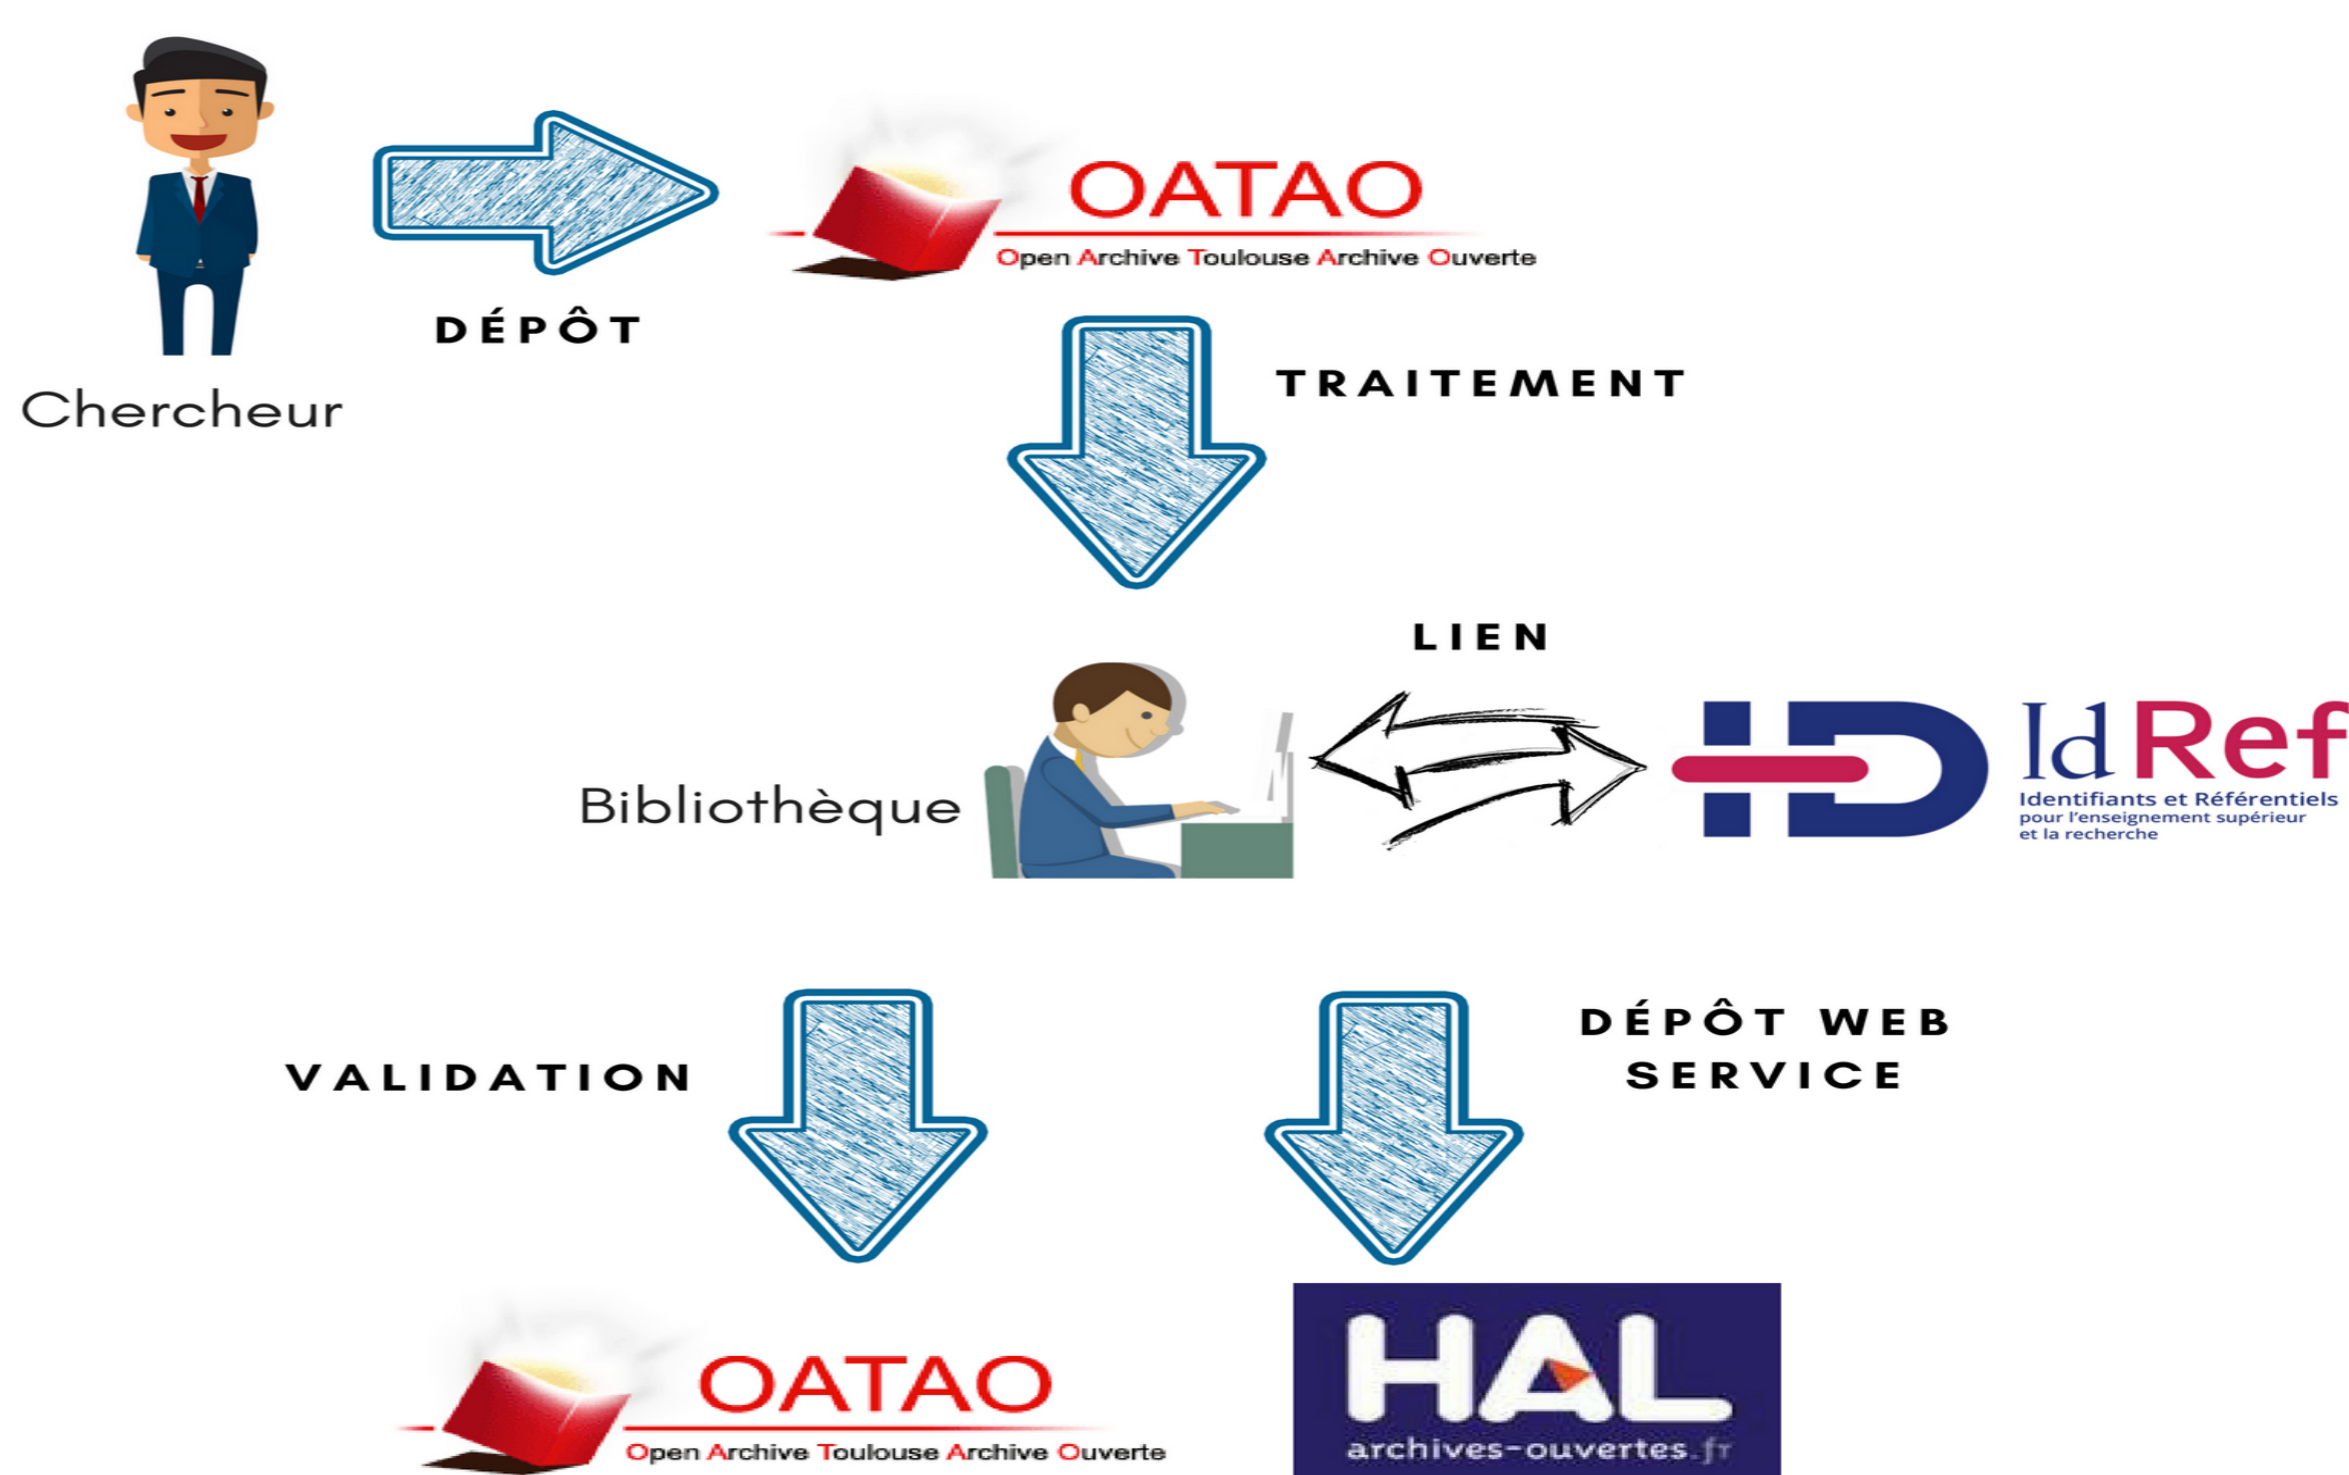 OATAO
Open Archive Toulouse Archive Ouverte
DÉPÔT
TRAITEMENT
Chercheur
LIEN
IdRef
Identifiants et Référentiels
pour l'enseignement supérieur
et la recherche
Bibliothèque
DÉPÔT WEB
SERVICE
VALIDATION
HAL
archives-ouvertes.fr
OATAO
Open Archive Toulouse Archive Ouverte